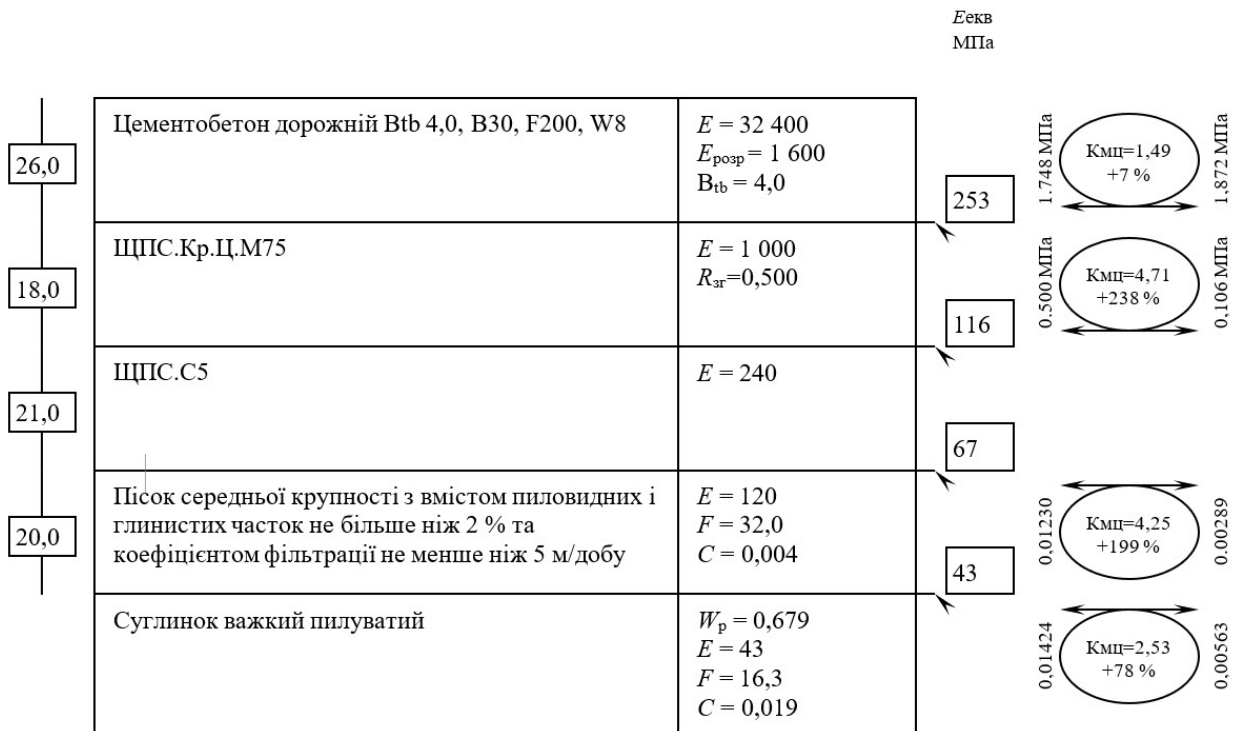 Eекв
МПа
26,0
Цементобетон дорожній Btb 4,0, B30, F200, W8
E = 32 400
Eрозр = 1 600
Btb = 4,0
253
1.748 МПа
Кмц=1,49
+7 %
1,872 МПа
18,0
ЩПС.Кр.Ц.М75
E = 1 000
Rзг=0,500
116
0.500 МПа
Кмц=4,71
+238 %
0,106 МПа
21,0
ЩПС.С5
E = 240
67
20,0
Пісок середньої крупності з вмістом пиловидних і
глинистих часток не більше ніж 2 % та
коефіцієнтом фільтрації не менше ніж 5 м/добу
E = 120
F = 32,0
C = 0,004
43
0,01230
Кмц=4,25
+199 %
0.00289
Суглинок важкий пилуватий
Wр = 0,679
E = 43
F = 16,3
C = 0,019
0,01424
Кмц=2,53
+78 %
0,00563